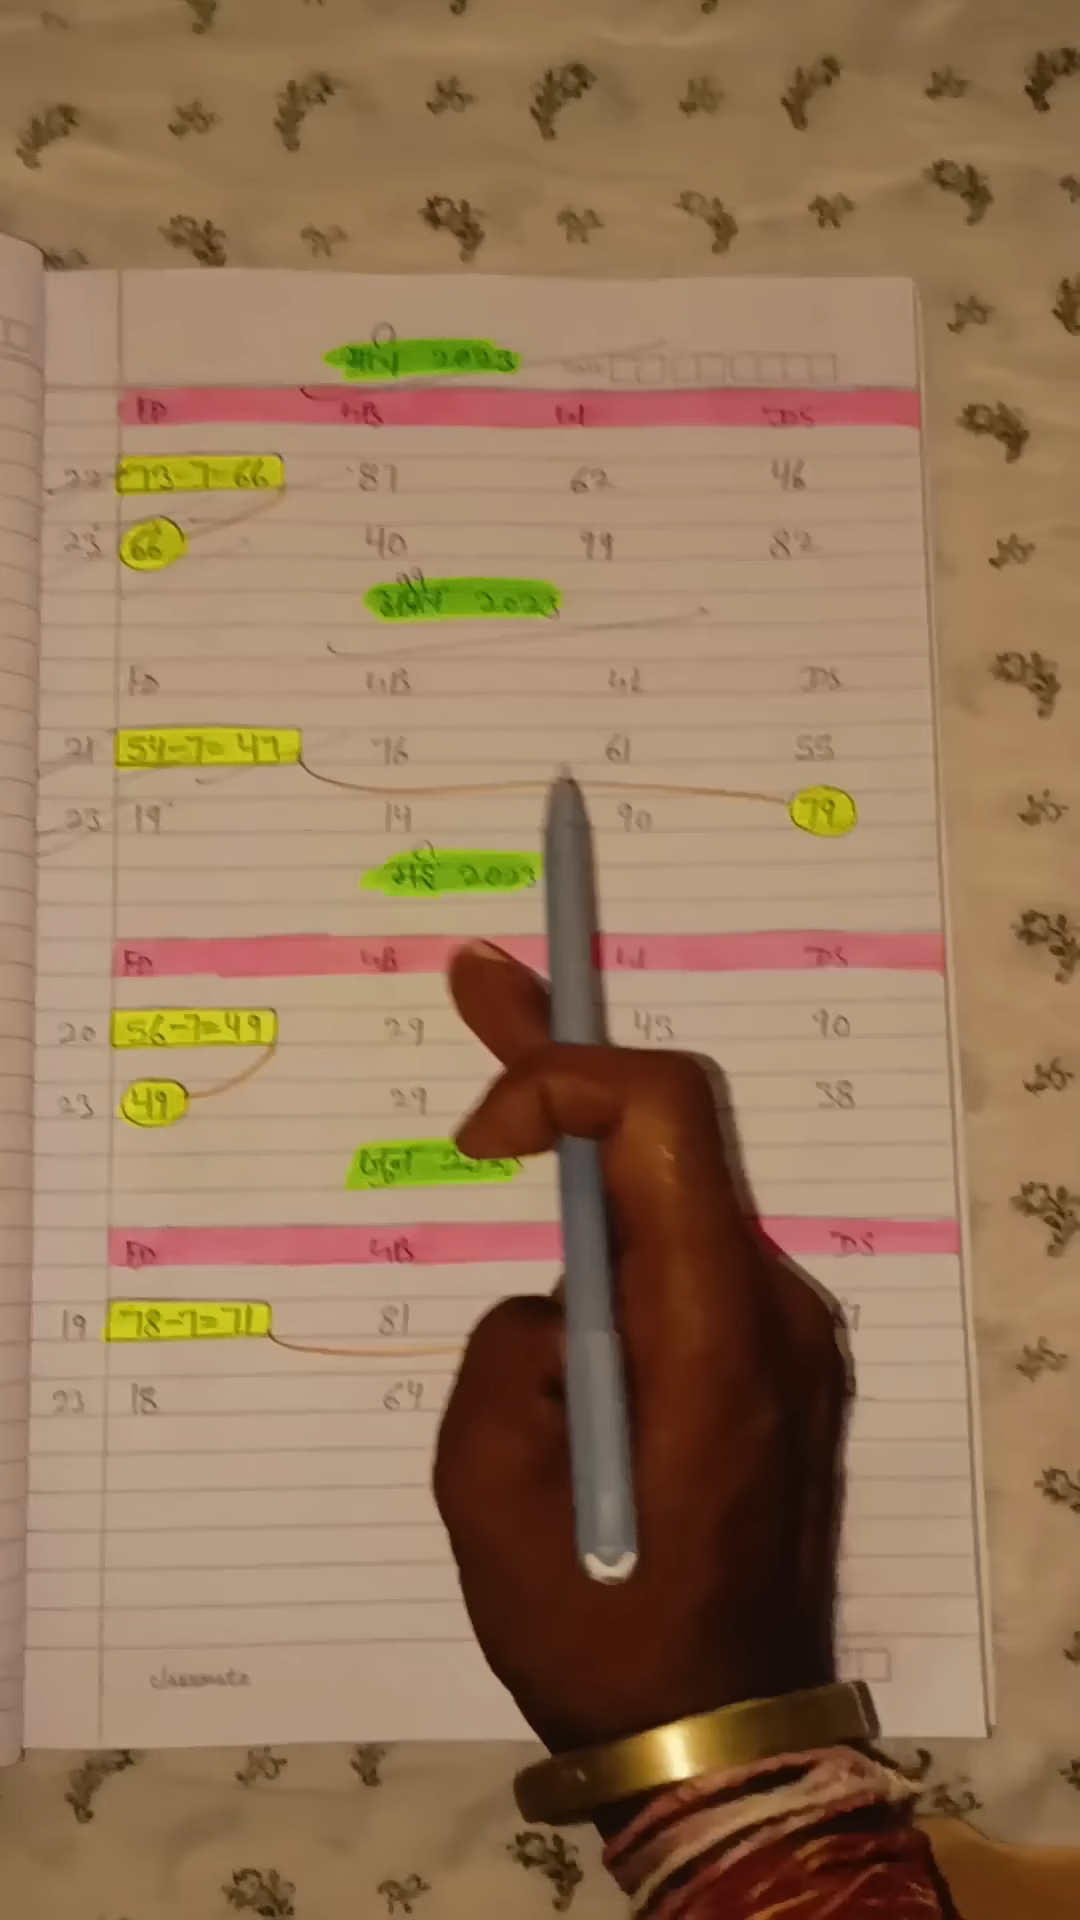 मार्च 2023
FD GB GL DS
22 73-7=66 87 62 46
23 66 40 99 82
अप्रैल 2023
FD GB GL DS
21 54-7=47 76 61 55
23 19 14 90 79
मई 2023
FD GB GL DS
20 56-7=49 29 43 90
23 49 29 38
जून
FD GB DS
19 78-7=71 81
23 18 64
classmate